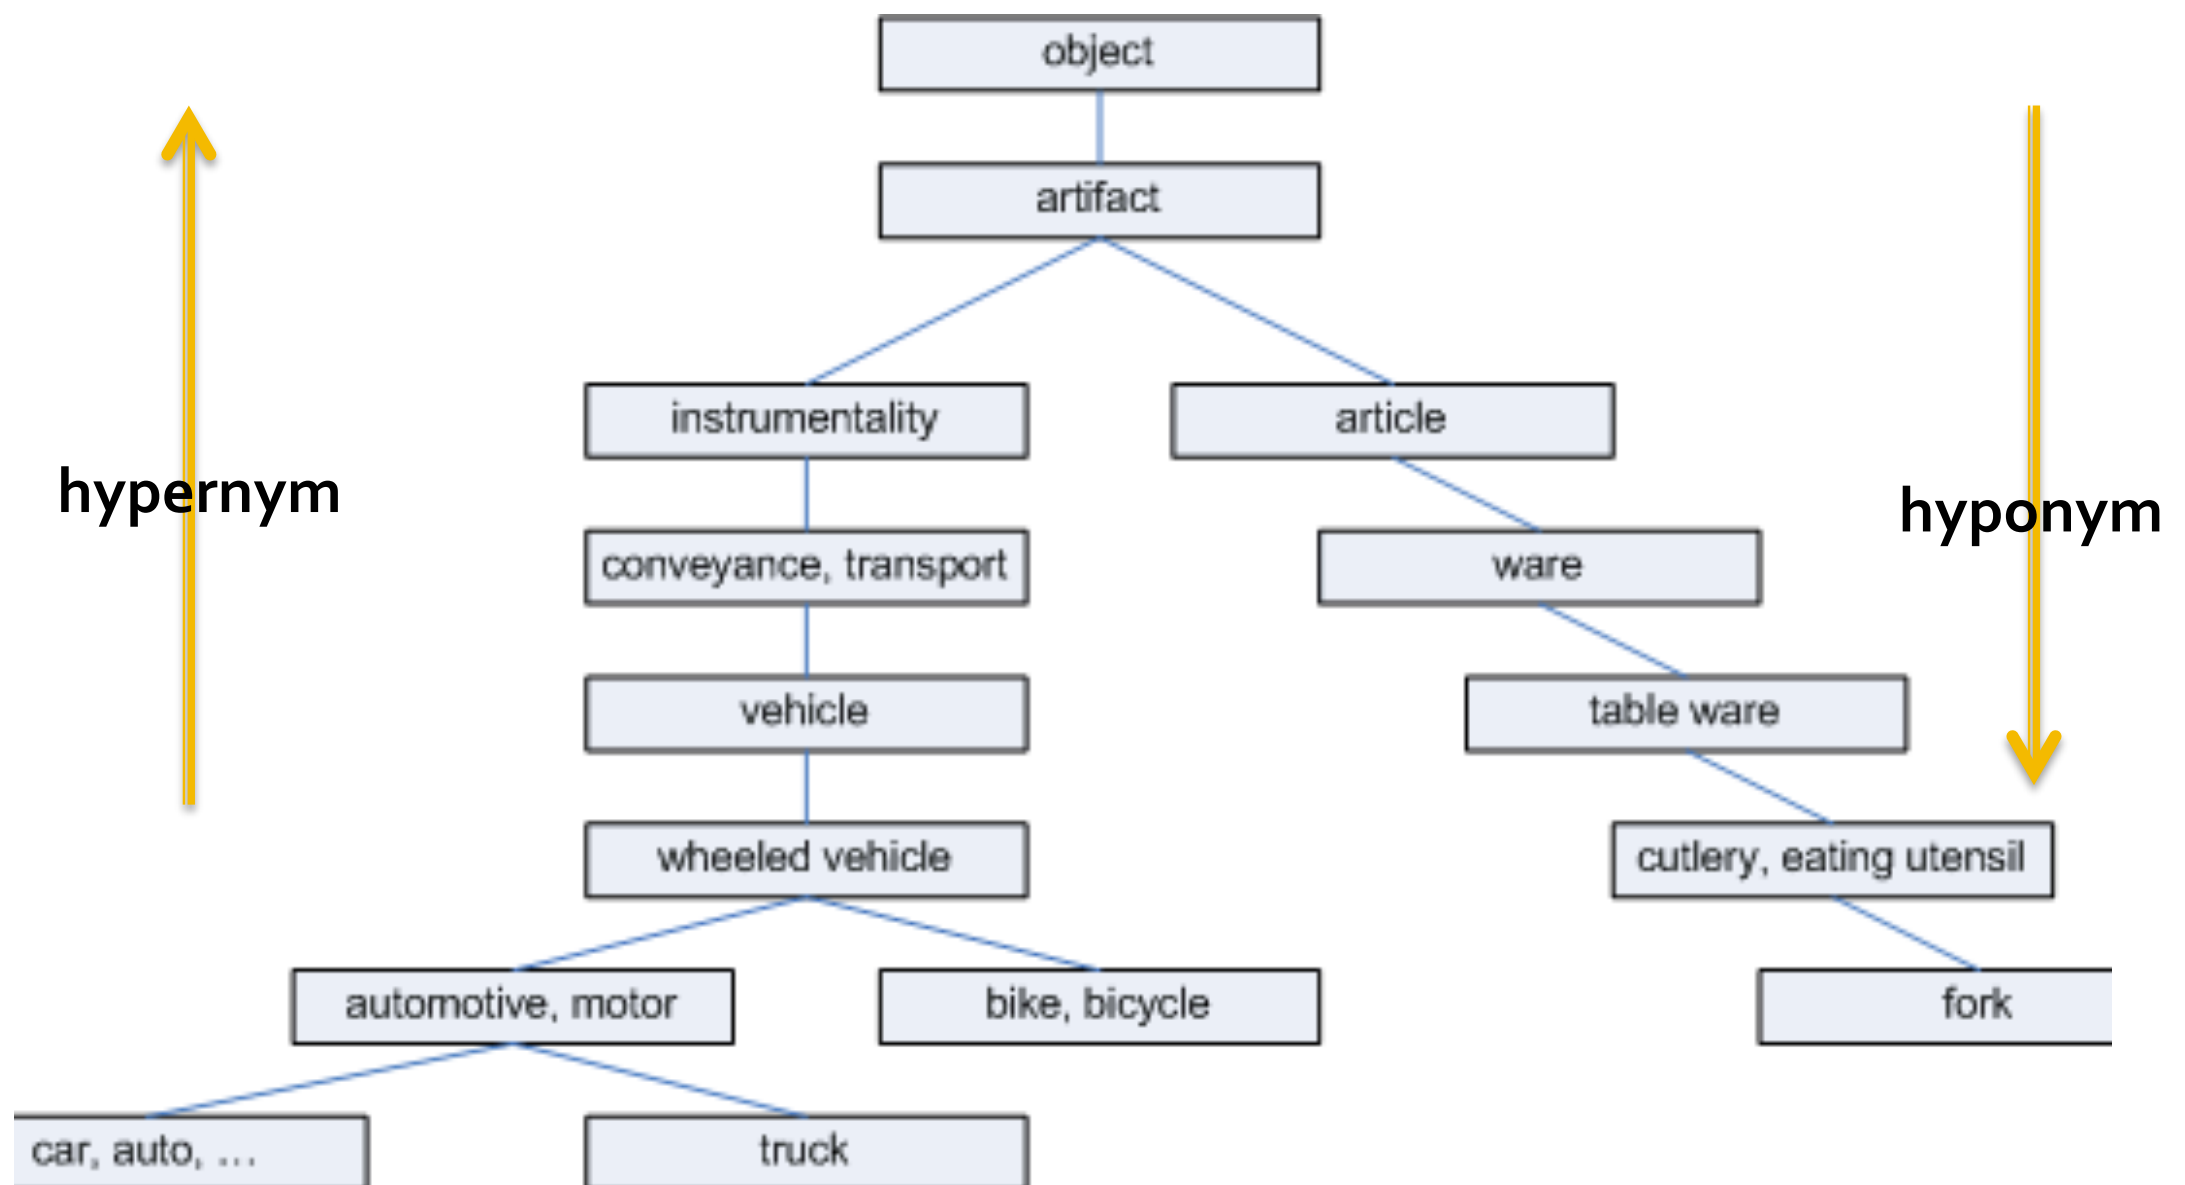 object
artifact
instrumentality
article
hypernym
hyponym
conveyance, transport
ware
vehicle
table ware
wheeled vehicle
cutlery, eating utensil
automotive, motor
bike, bicycle
fork
car, auto, ...
truck